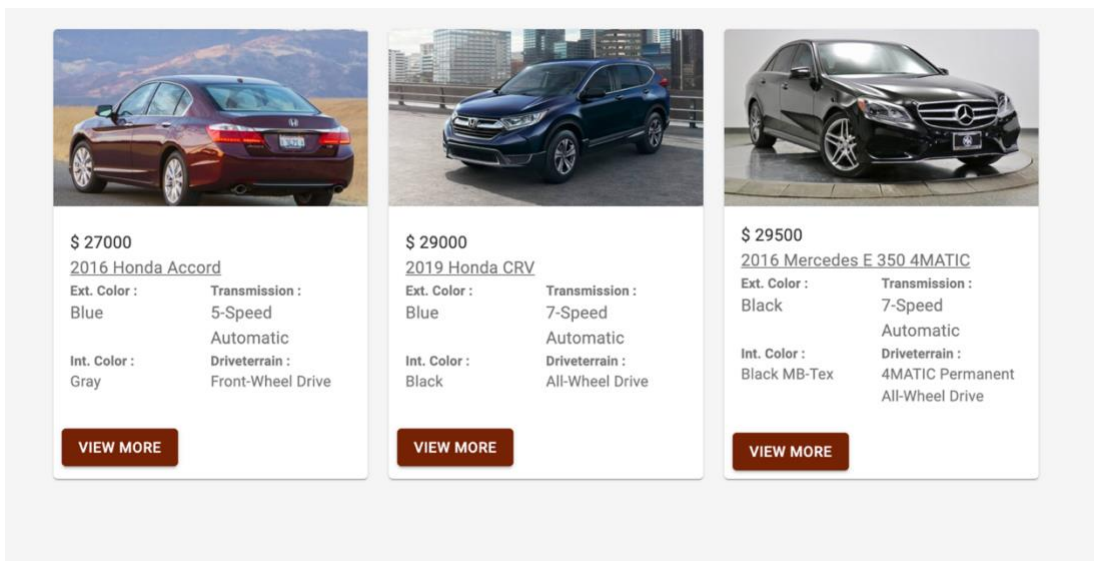 $ 27000
2016 Honda Accord
Ext. Color :
Transmission :
Blue
5-Speed
Automatic
Int. Color :
Driveterrain :
Gray
Front-Wheel Drive
VIEW MORE
$ 29000
2019 Honda CRV
Ext. Color :
Transmission :
Blue
7-Speed
Automatic
Int. Color :
Driveterrain :
Black
All-Wheel Drive
VIEW MORE
$ 29500
2016 Mercedes E 350 4MATIC
Ext. Color :
Transmission :
Black
7-Speed
Automatic
Int. Color :
Driveterrain :
Black MB-Tex
4MATIC Permanent
All-Wheel Drive
VIEW MORE